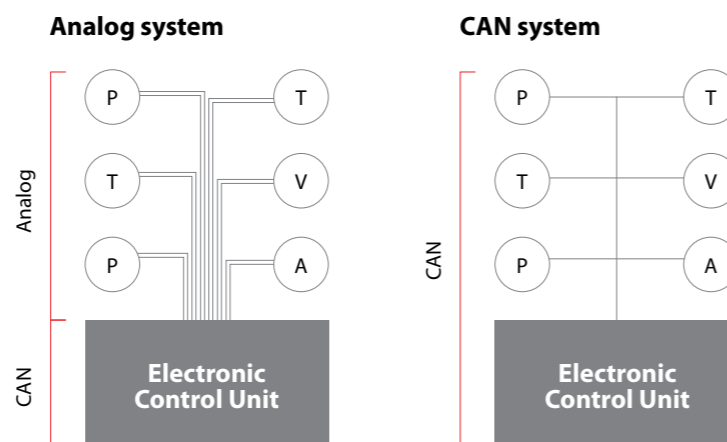 Analog system
P
T
T
V
P
A
Analog
CAN
Electronic
Control Unit
CAN system
P
T
T
V
P
A
CAN
Electronic
Control Unit